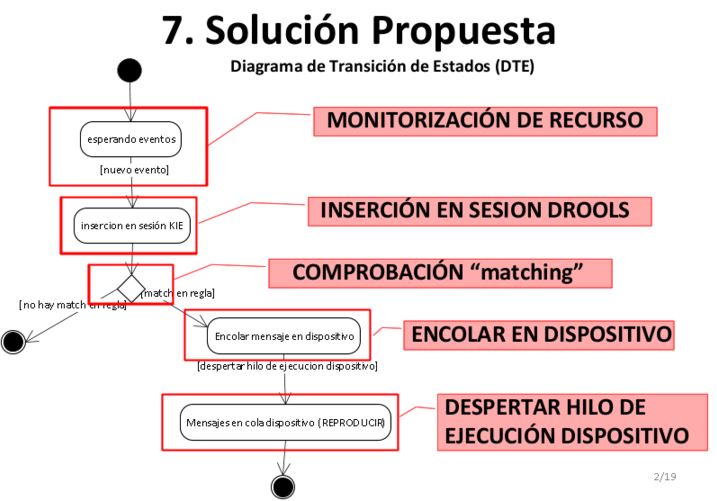 7. Solución Propuesta
Diagrama de Transición de Estados (DTE)
esperando eventos
MONITORIZACIÓN DE RECURSO
[nuevo evento]
insercion en sesión KIE
INSERCIÓN EN SESION DROOLS
COMPROBACIÓN “matching”
[match en regla]
[no hay match en regla]
Encolar mensaje en dispositivo
ENCOLAR EN DISPOSITIVO
[despertar hilo de ejecucion dispositivo]
Mensajes en cola dispositivo (REPRODUCIR)
DESPERTAR HILO DE
EJECUCIÓN DISPOSITIVO
2/19